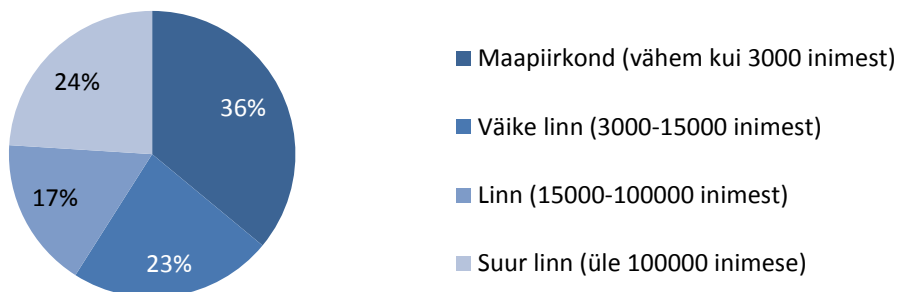 24%
36%
17%
23%
Maapiirkond (vähem kui 3000 inimest)
Väike linn (3000-15000 inimest)
Linn (15000-100000 inimest)
Suur linn (üle 100000 inimese)